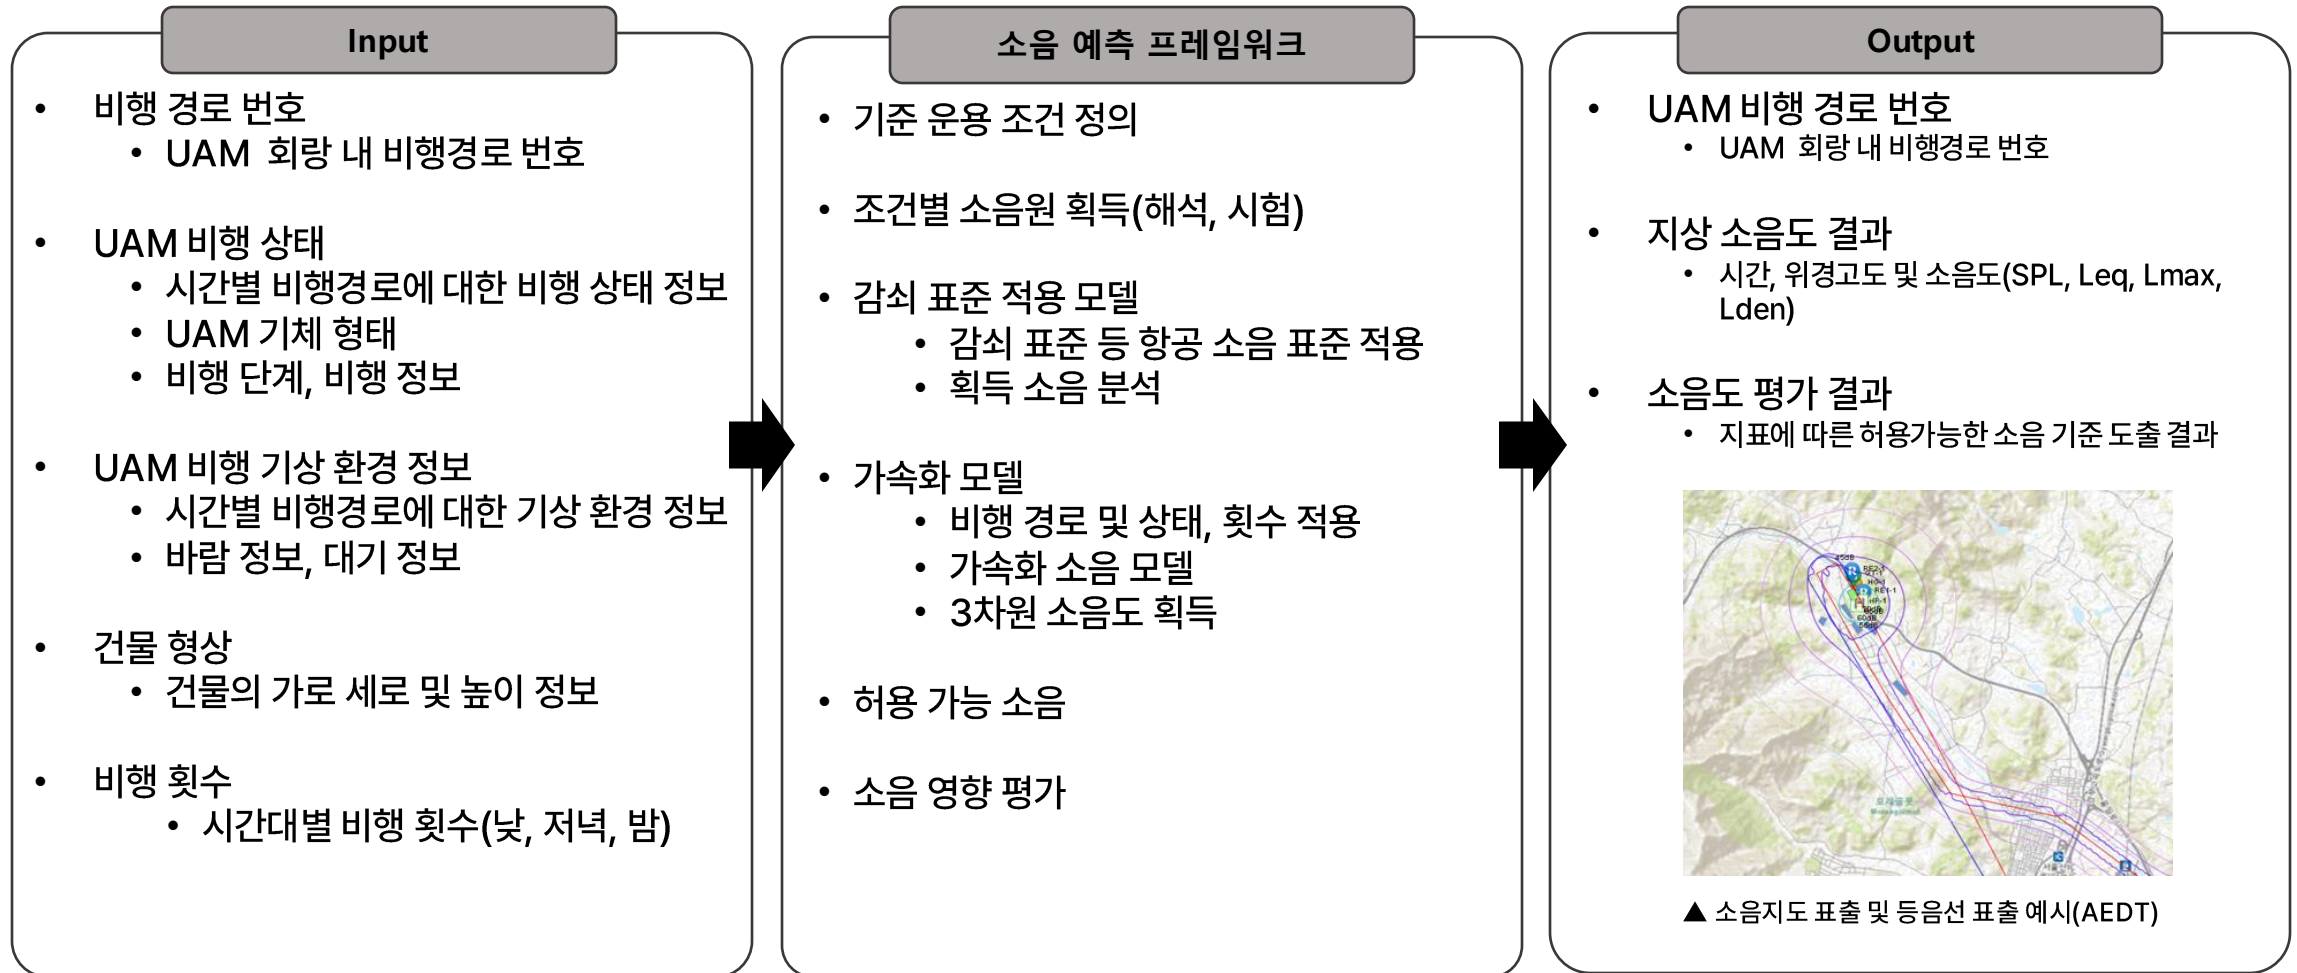 Input
• 비행 경로 번호
• UAM 회랑 내 비행경로 번호
• UAM 비행 상태
• 시간별 비행경로에 대한 비행 상태 정보
• UAM 기체 형태
• 비행 단계, 비행 정보
• UAM 비행 기상 환경 정보
• 시간별 비행경로에 대한 기상 환경 정보
• 바람 정보, 대기 정보
• 건물 형상
• 건물의 가로 세로 및 높이 정보
• 비행 횟수
• 시간대별 비행 횟수(낮, 저녁, 밤)
소음 예측 프레임워크
• 기준 운용 조건 정의
• 조건별 소음원 획득(해석, 시험)
• 감쇠 표준 적용 모델
• 감쇠 표준 등 항공 소음 표준 적용
• 획득 소음 분석
• 가속화 모델
• 비행 경로 및 상태, 횟수 적용
• 가속화 소음 모델
• 3차원 소음도 획득
• 허용 가능 소음
• 소음 영향 평가
Output
• UAM 비행 경로 번호
• UAM 회랑 내 비행경로 번호
• 지상 소음도 결과
• 시간, 위경고도 및 소음도(SPL, Leq, Lmax,
Lden)
• 소음도 평가 결과
• 지표에 따른 허용가능한 소음 기준 도출 결과
45dB
RE1-1
60dB
▲ 소음지도 표출 및 등음선 표출 예시(AEDT)